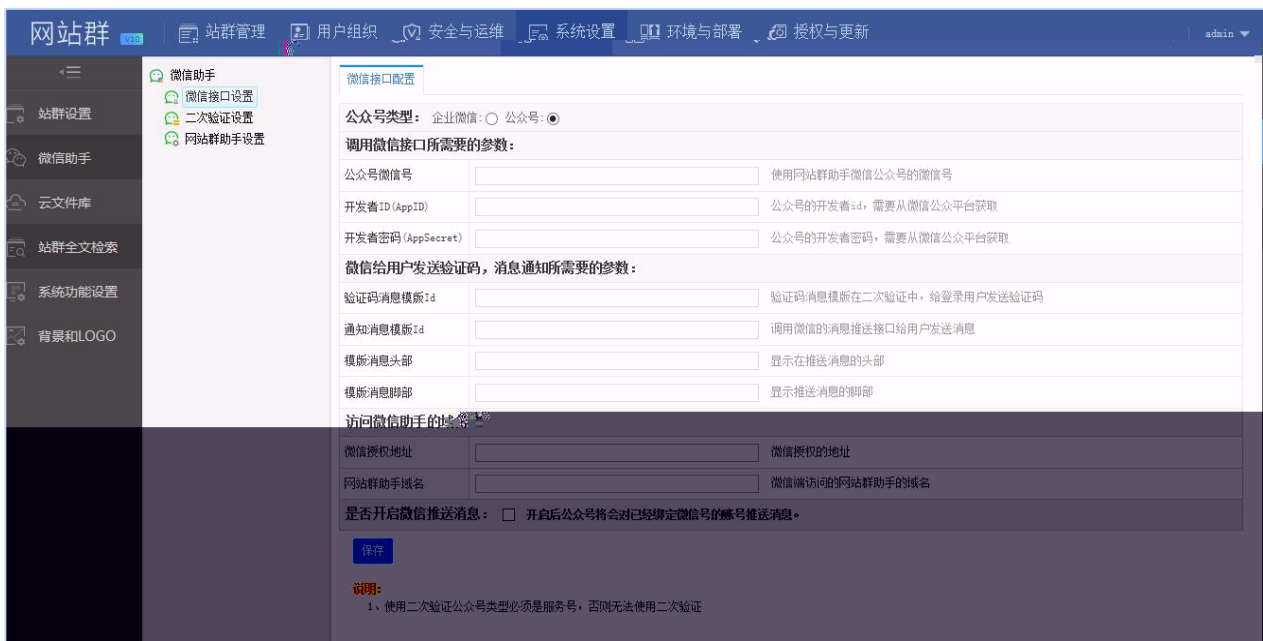 网站群 V10 站群管理 用户组织 安全与运维 系统设置 环境与部署 授权与更新 admin
站群设置
微信助手
云文件库
站群全文检索
系统功能设置
背景和LOGO
微信助手
微信接口设置
二次验证设置
网站群助手设置
微信接口配置
公众号类型： 企业微信: 公众号:
调用微信接口所需要的参数：
公众号微信号 使用网站群助手微信公众号的微信号
开发者ID(AppID) 公众号的开发者id，需要从微信公众平台获取
开发者密码(AppSecret) 公众号的开发者密码，需要从微信公众平台获取
微信给用户发送验证码，消息通知所需要的参数：
验证码消息模版Id 验证码消息模版在二次验证中，给登录用户发送验证码
通知消息模版Id 调用微信的消息推送接口给用户发送消息
模版消息头部 显示在推送消息的头部
模版消息脚部 显示推送消息的脚部
访问微信助手的域名
微信授权地址 微信授权的地址
网站群助手域名 微信端访问的网站群助手的域名
是否开启微信推送消息： 开启后公众号将会对已经绑定微信号的账号推送消息。
保存
说明：
1、使用二次验证公众号类型必须是服务号，否则无法使用二次验证